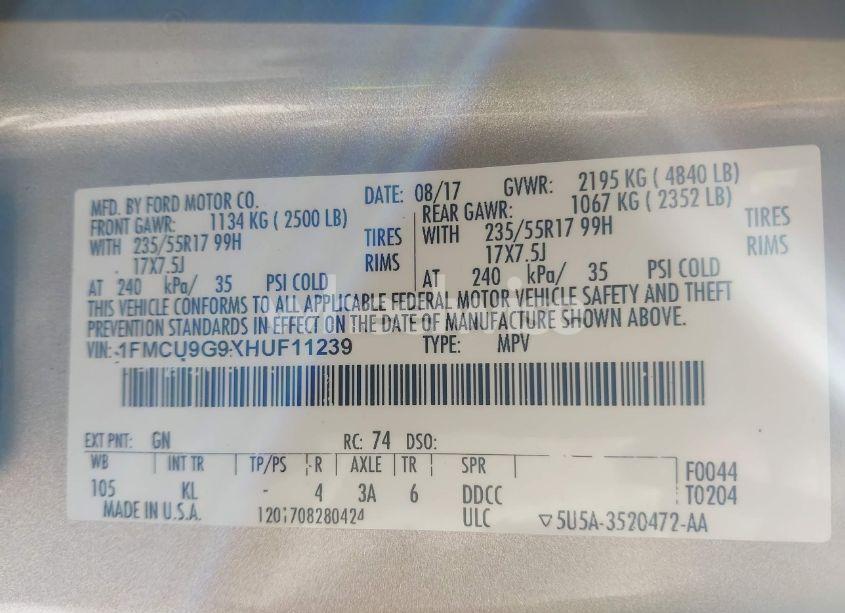 MFD. BY FORD MOTOR CO. DATE: 08/17 GVWR: 2195 KG ( 4840 LB)
FRONT GAWR: 1134 KG ( 2500 LB) REAR GAWR: 1067 KG ( 2352 LB)
WITH 235/55R17 99H TIRES WITH 235/55R17 99H TIRES
17X7.5J RIMS 17X7.5J RIMS
AT 240 kPa/ 35 PSI COLD AT 240 kPa/ 35 PSI COLD
THIS VEHICLE CONFORMS TO ALL APPLICABLE FEDERAL MOTOR VEHICLE SAFETY AND THEFT
PREVENTION STANDARDS IN EFFECT ON THE DATE OF MANUFACTURE SHOWN ABOVE.
VIN: 1FMCU9G9XHUF11239 TYPE: MPV
EXT PNT: GN RC: 74 DSO:
WB INT TR TP/PS R AXLE TR SPR F0044
105 KL - 4 3A 6 DDCC T0204
MADE IN U.S.A. 1201708280424 ULC 5U5A-3520472-AA